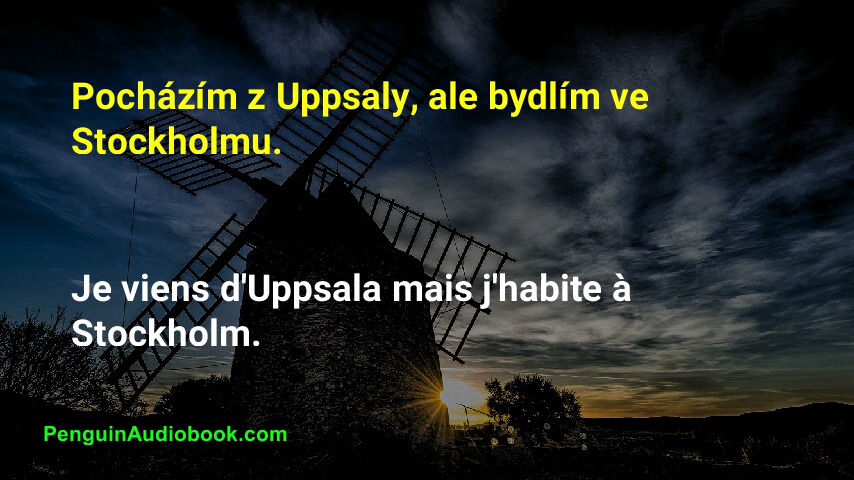 Pocházím z Uppsaly, ale bydlím ve
Stockholmu.
Je viens d'Uppsala mais j'habite à
Stockholm.
PenguinAudiobook.com